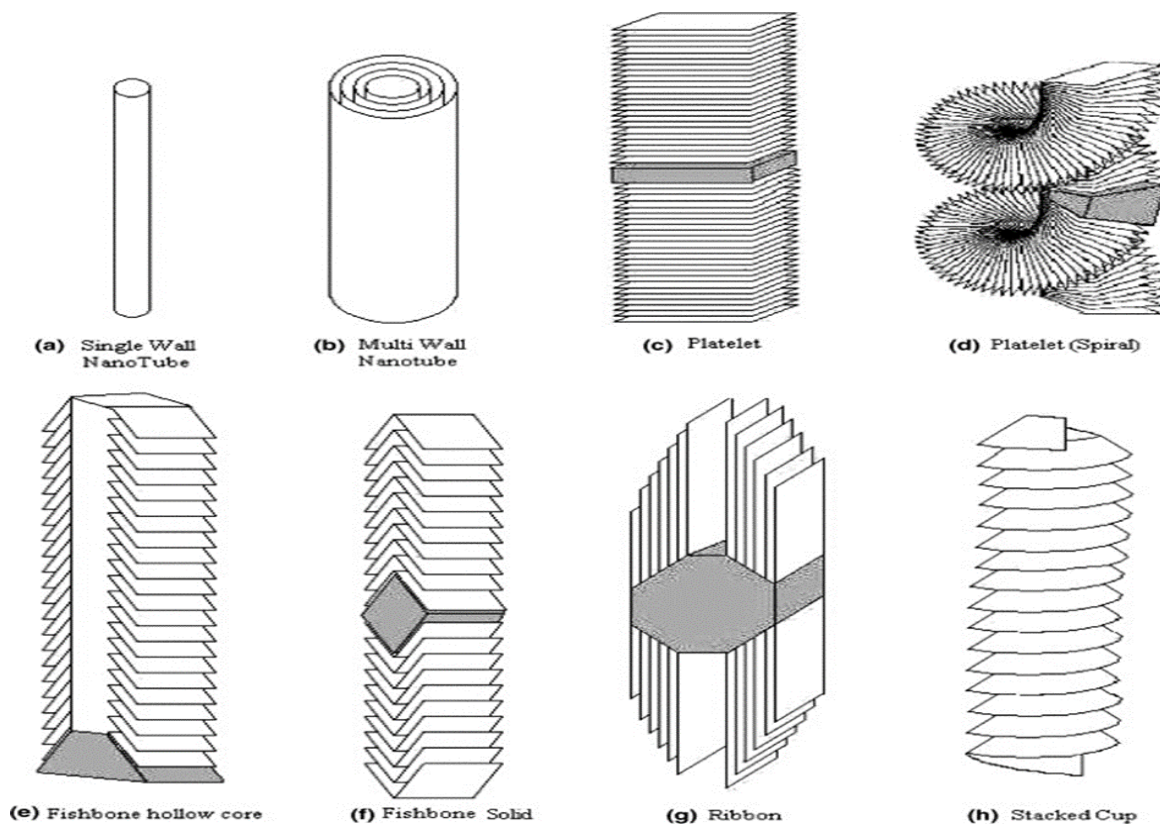 (a) Single Wall
NanoTube
(b) Multi Wall
Nanotube
(c) Platelet
(d) Platelet (Spiral)
(e) Fishbone hollow core
(f) Fishbone Solid
(g) Ribbon
(h) Stacked Cup